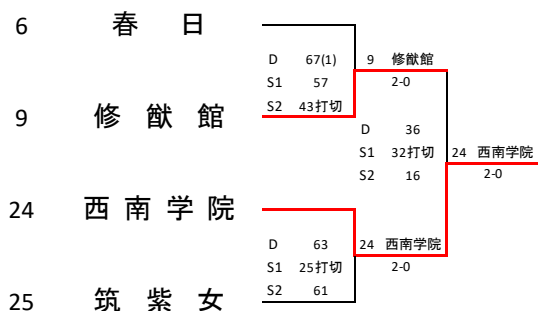 6 春 日
D 67(1) 9 修猷館
S1 57 2-0
S2 43打切
9 修 猷 館
D 36
S1 32打切 24 西南学院
S2 16 2-0
24 西 南 学 院
D 63 24 西南学院
S1 25打切 2-0
S2 61
25 筑 紫 女